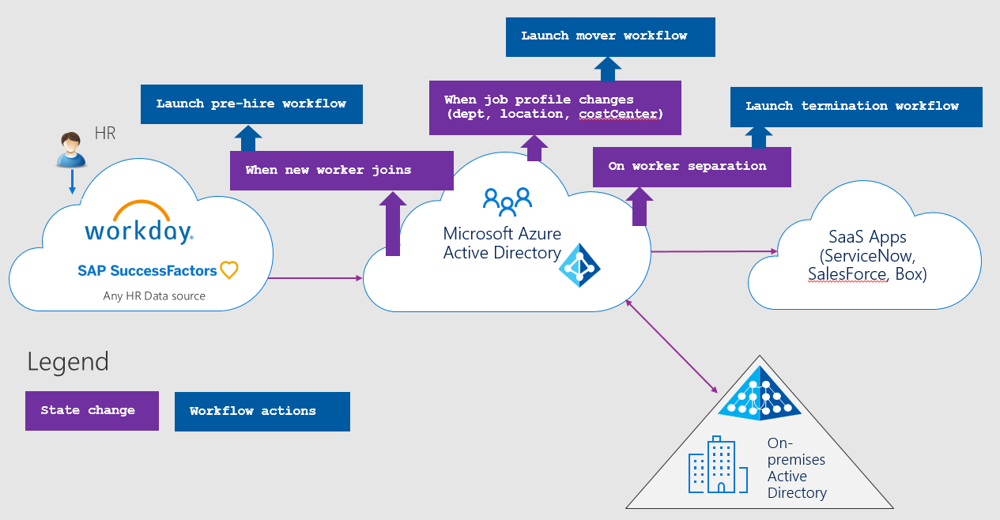 Launch mover workflow
Launch pre-hire workflow
When job profile changes
(dept, location, costCenter)
Launch termination workflow
HR
When new worker joins
On worker separation
workday.
SAP SuccessFactors
Any HR Data source
Microsoft Azure
Active Directory
SaaS Apps
(ServiceNow,
SalesForce, Box)
Legend
State change
Workflow actions
On-
premises
Active
Directory